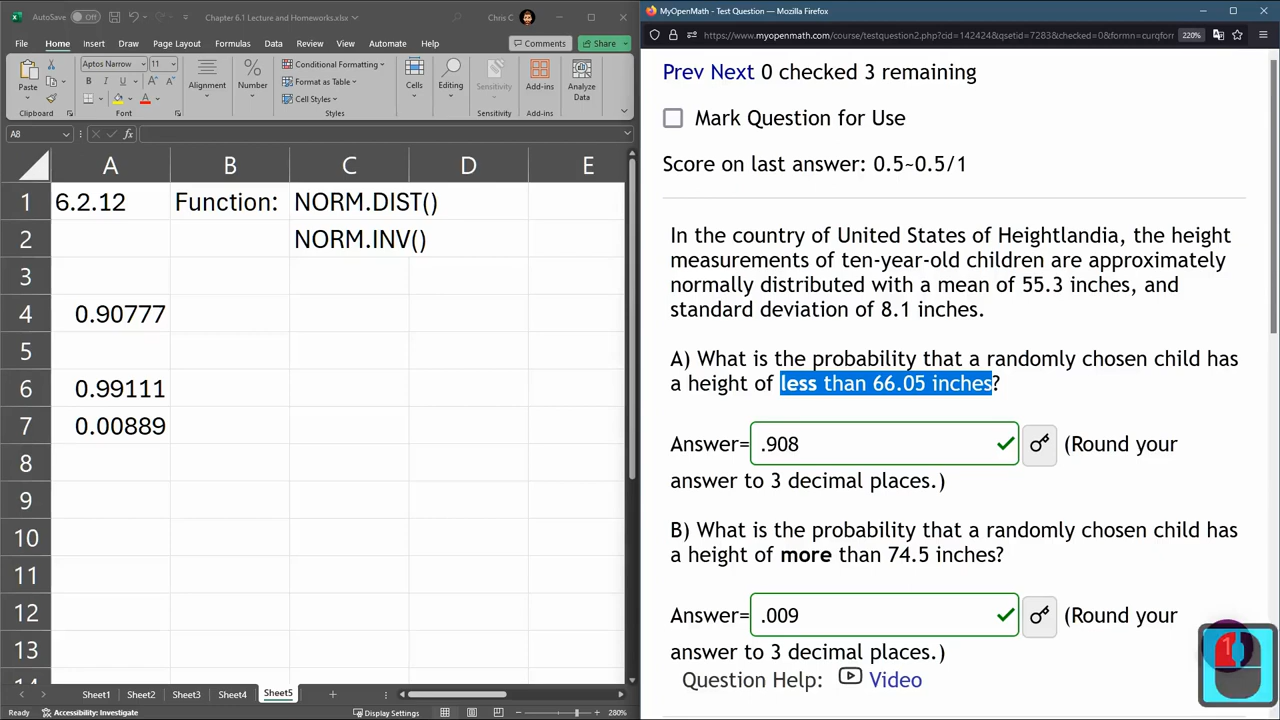 Chapter 6.1 Lecture and Homeworks.xlsx
Chris C
File Home Insert Draw Page Layout Formulas Data Review View Automate Help Comments Share
Paste
Clipboard
Aptos Narrow 11
B I U
Font
Alignment
Number
Conditional Formatting
Format as Table
Cell Styles
Styles
Cells
Editing
Sensitivity
Sensitivity
Add-ins
Add-ins
Analyze Data
A8 fx
A B C D E
1 6.2.12 Function: NORM.DIST()
2 NORM.INV()
3
4 0.90777
5
6 0.99111
7 0.00889
8
9
10
11
12
13
14
Sheet1 Sheet2 Sheet3 Sheet4 Sheet5
Ready Accessibility: Investigate Display Settings 280%
MyOpenMath - Test Question — Mozilla Firefox
https://www.myopenmath.com/course/testquestion2.php?cid=142424&qsetid=7283&checked=0&formn=curqforr 220%
Prev Next 0 checked 3 remaining
Mark Question for Use
Score on last answer: 0.5~0.5/1
In the country of United States of Heightlandia, the height
measurements of ten-year-old children are approximately
normally distributed with a mean of 55.3 inches, and
standard deviation of 8.1 inches.
A) What is the probability that a randomly chosen child has
a height of less than 66.05 inches?
Answer= .908 (Round your
answer to 3 decimal places.)
B) What is the probability that a randomly chosen child has
a height of more than 74.5 inches?
Answer= .009 (Round your
answer to 3 decimal places.)
Question Help: Video
1